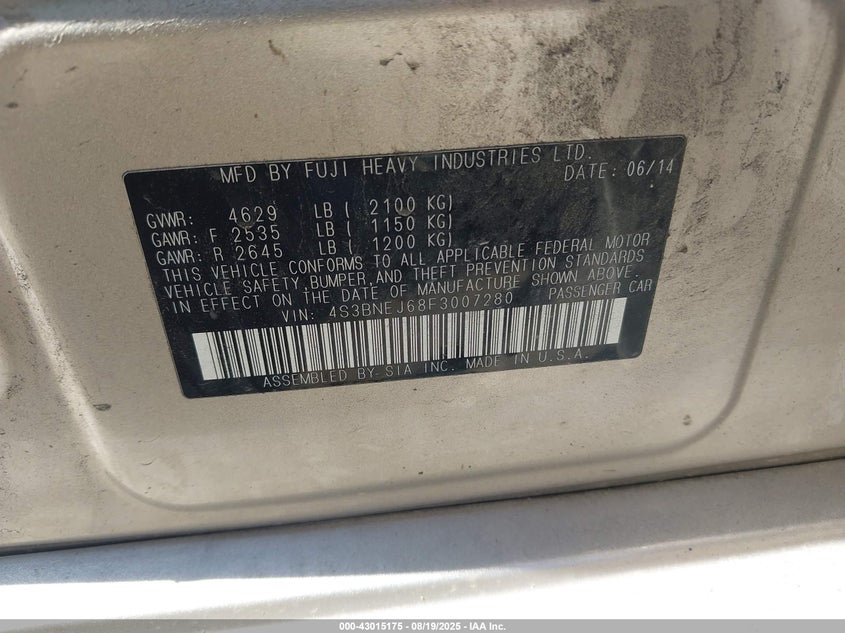 MFD BY FUJI HEAVY INDUSTRIES LTD.
DATE: 06/14
GVWR: 4629 LB ( 2100 KG)
GAWR: F 2535 LB ( 1150 KG)
GAWR: R 2645 LB ( 1200 KG)
THIS VEHICLE CONFORMS TO ALL APPLICABLE FEDERAL MOTOR
VEHICLE SAFETY, BUMPER, AND THEFT PREVENTION STANDARDS
IN EFFECT ON THE DATE OF MANUFACTURE SHOWN ABOVE.
VIN: 4S3BNEJ68F3007280 PASSENGER CAR
ASSEMBLED BY SIA INC. MADE IN U.S.A.
000-43015175 - 08/19/2025 - IAA Inc.